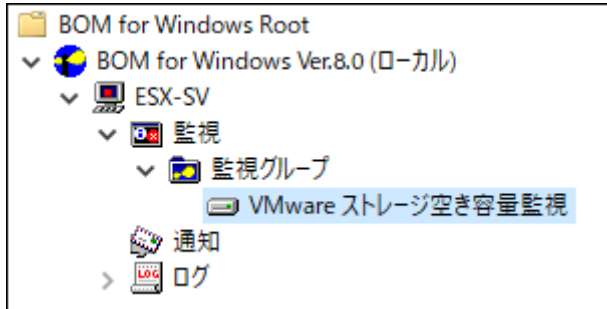 BOM for Windows Root
BOM for Windows Ver.8.0 (ローカル)
ESX-SV
監視
監視グループ
VMware ストレージ空き容量監視
通知
LOG ログ